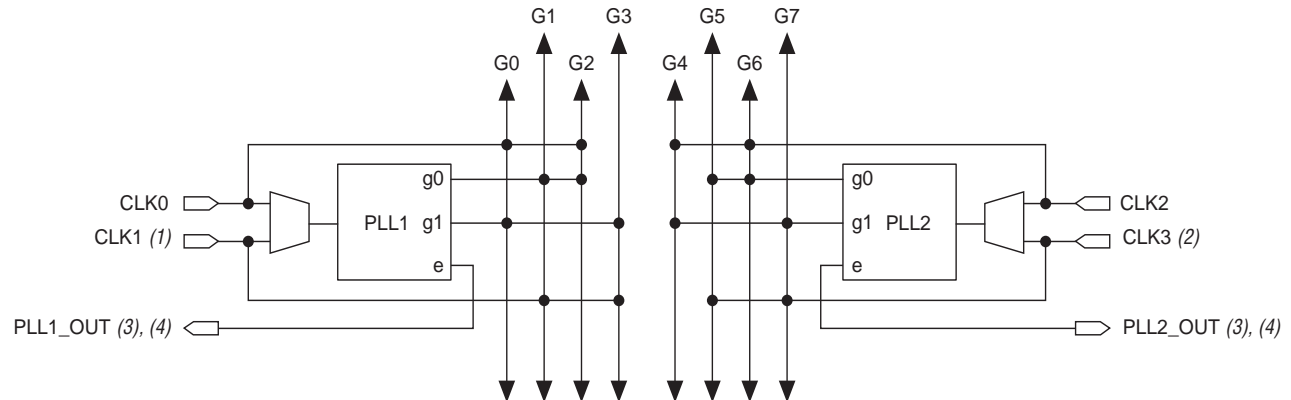 G1 G3 G5 G7
G0 G2 G4 G6
g0 g0
CLK0 CLK2
PLL1 g1 g1 PLL2
CLK1 (1) CLK3 (2)
e e
PLL1_OUT (3), (4) PLL2_OUT (3), (4)